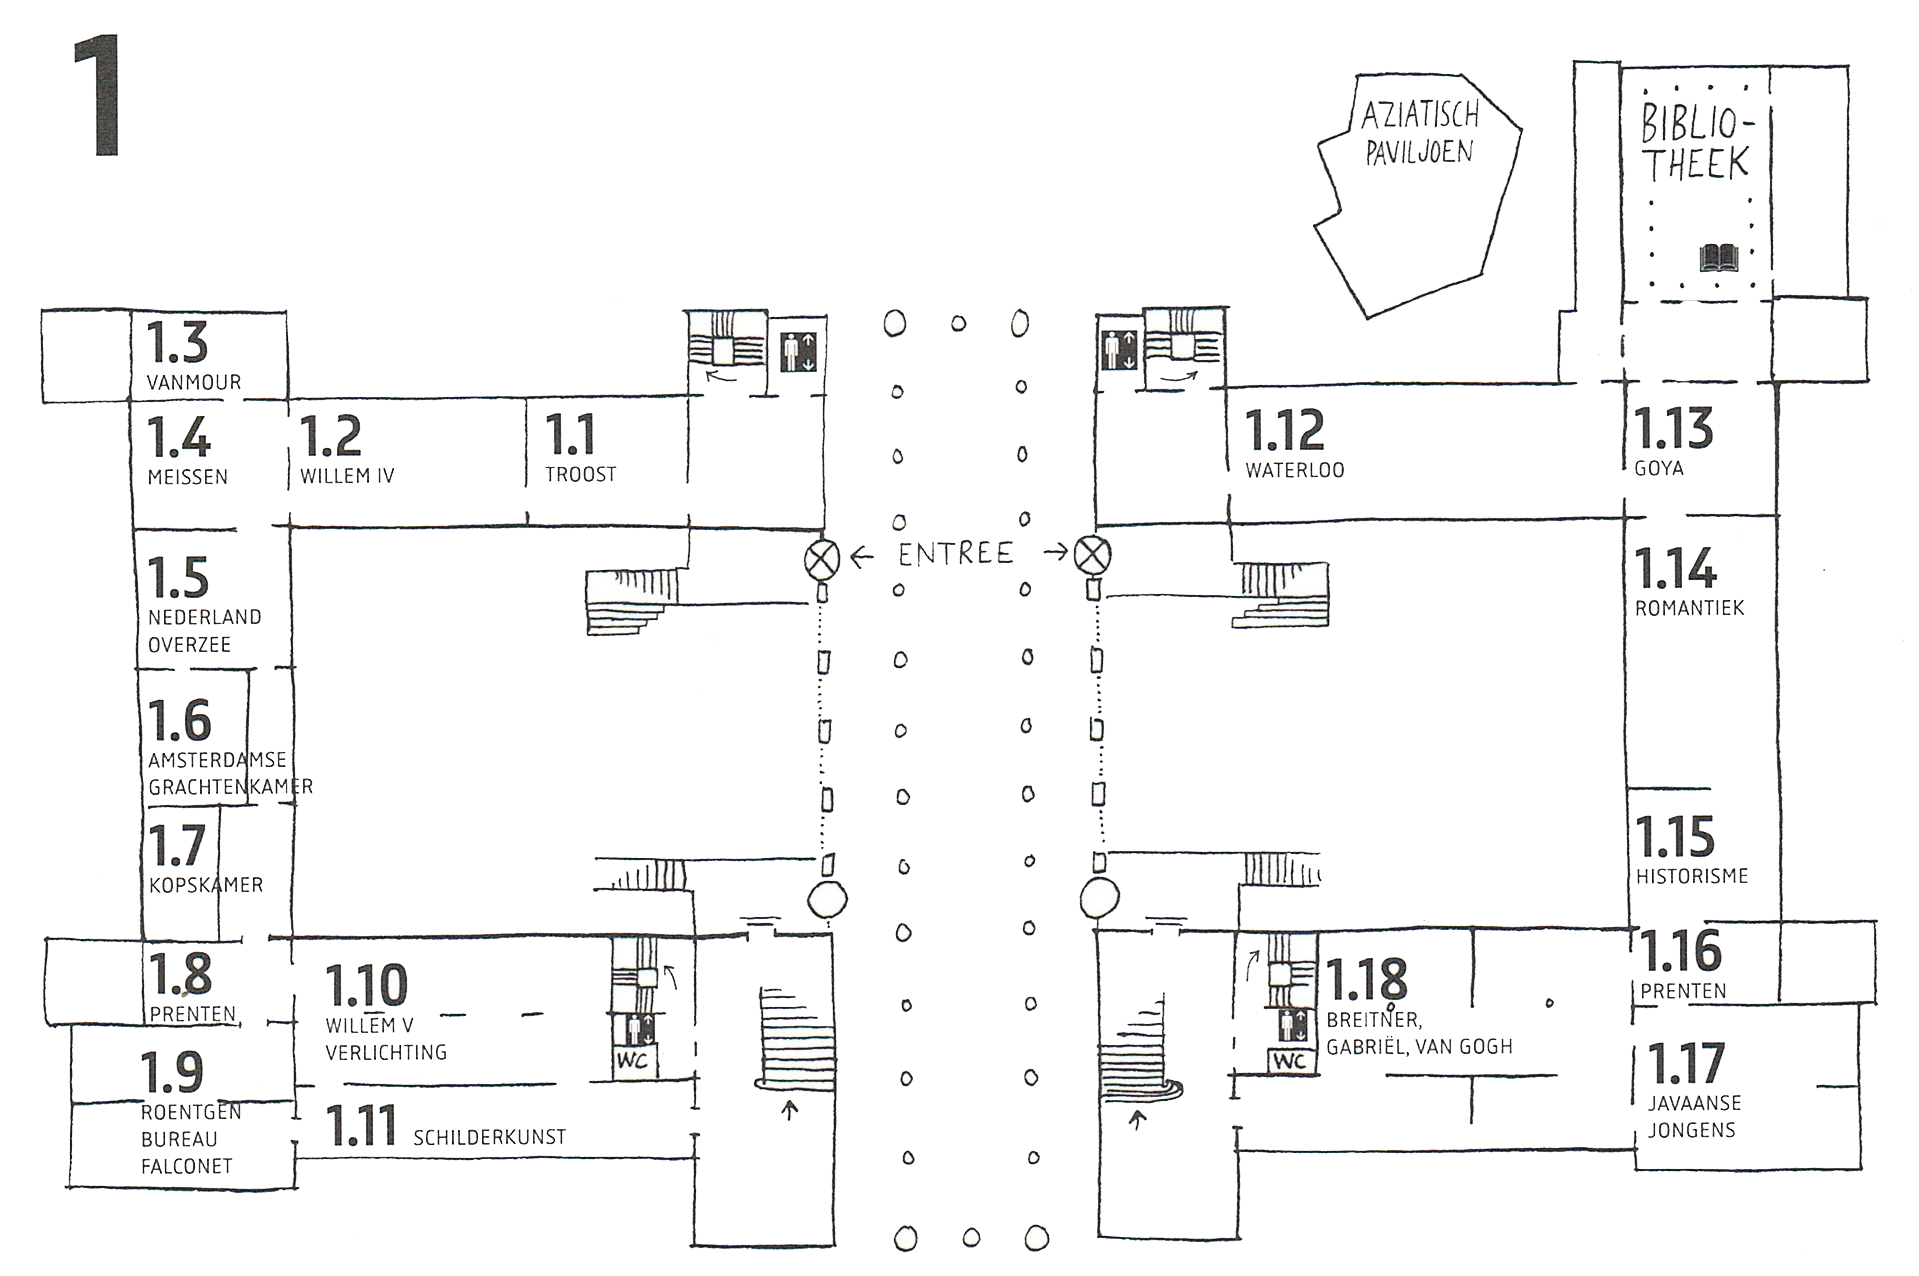 1
AZIATISCH
PAVILJOEN
BIBLIO-
THEEK
1.3
VANMOUR
1.4
MEISSEN
1.2
WILLEM IV
1.1
TROOST
1.12
WATERLOO
1.13
GOYA
← ENTREE →
1.5
NEDERLAND
OVERZEE
1.14
ROMANTIEK
1.6
AMSTERDAMSE
GRACHTENKAMER
1.7
KOPSKAMER
1.15
HISTORISME
1.8
PRENTEN
1.10
WILLEM V
VERLICHTING
WC
1.18
BREITNER,
GABRIËL, VAN GOGH
WC
1.16
PRENTEN
1.9
ROENTGEN
BUREAU
FALCONET
1.11 SCHILDERKUNST
1.17
JAVAANSE
JONGENS